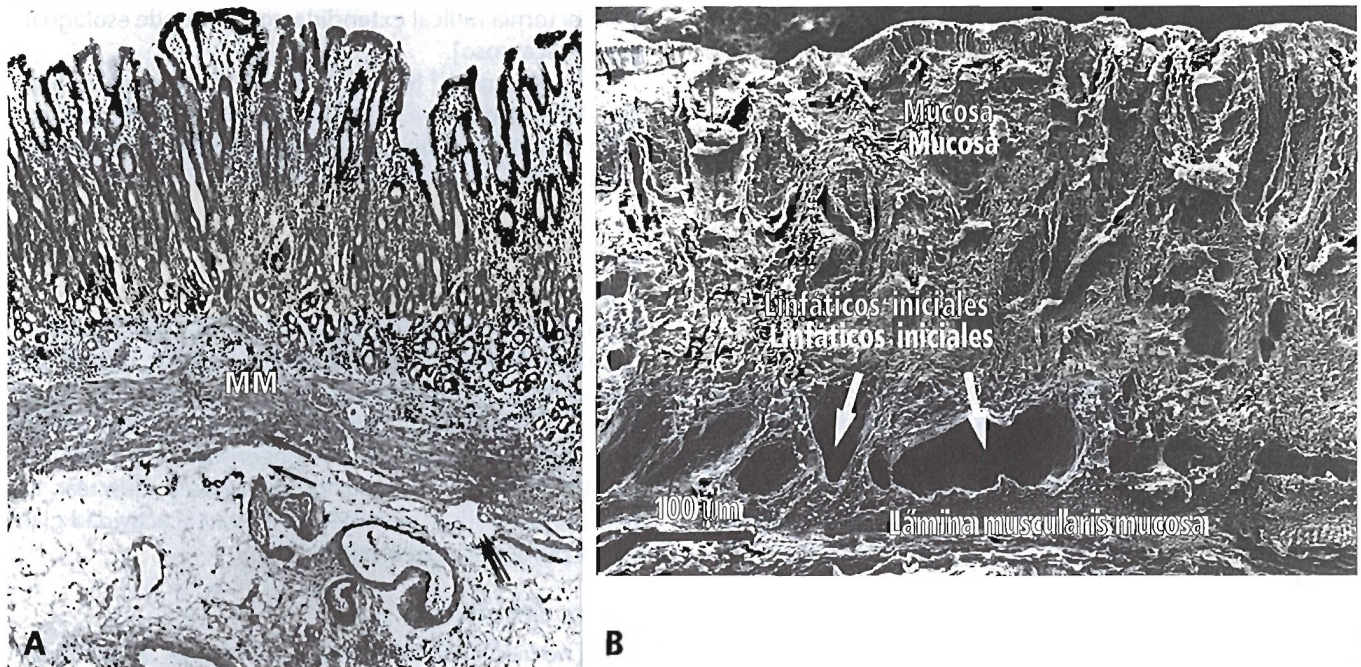 MM
A
Mucosa
Mucosa
Linfáticos iniciales
Linfáticos iniciales
100 µm
Lámina muscularis mucosa
B